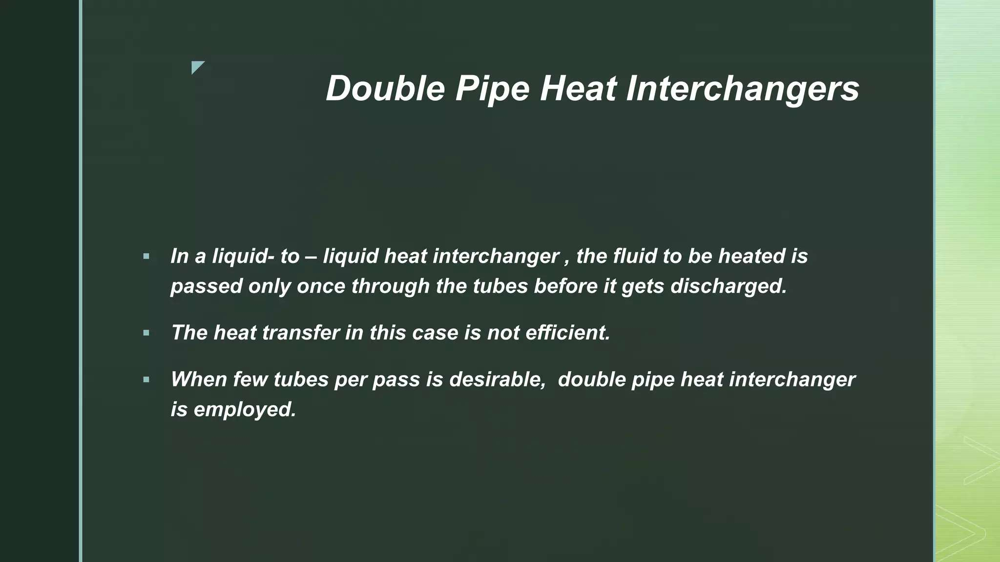 Double Pipe Heat Interchangers
▪ In a liquid- to – liquid heat interchanger , the fluid to be heated is
passed only once through the tubes before it gets discharged.
▪ The heat transfer in this case is not efficient.
▪ When few tubes per pass is desirable, double pipe heat interchanger
is employed.